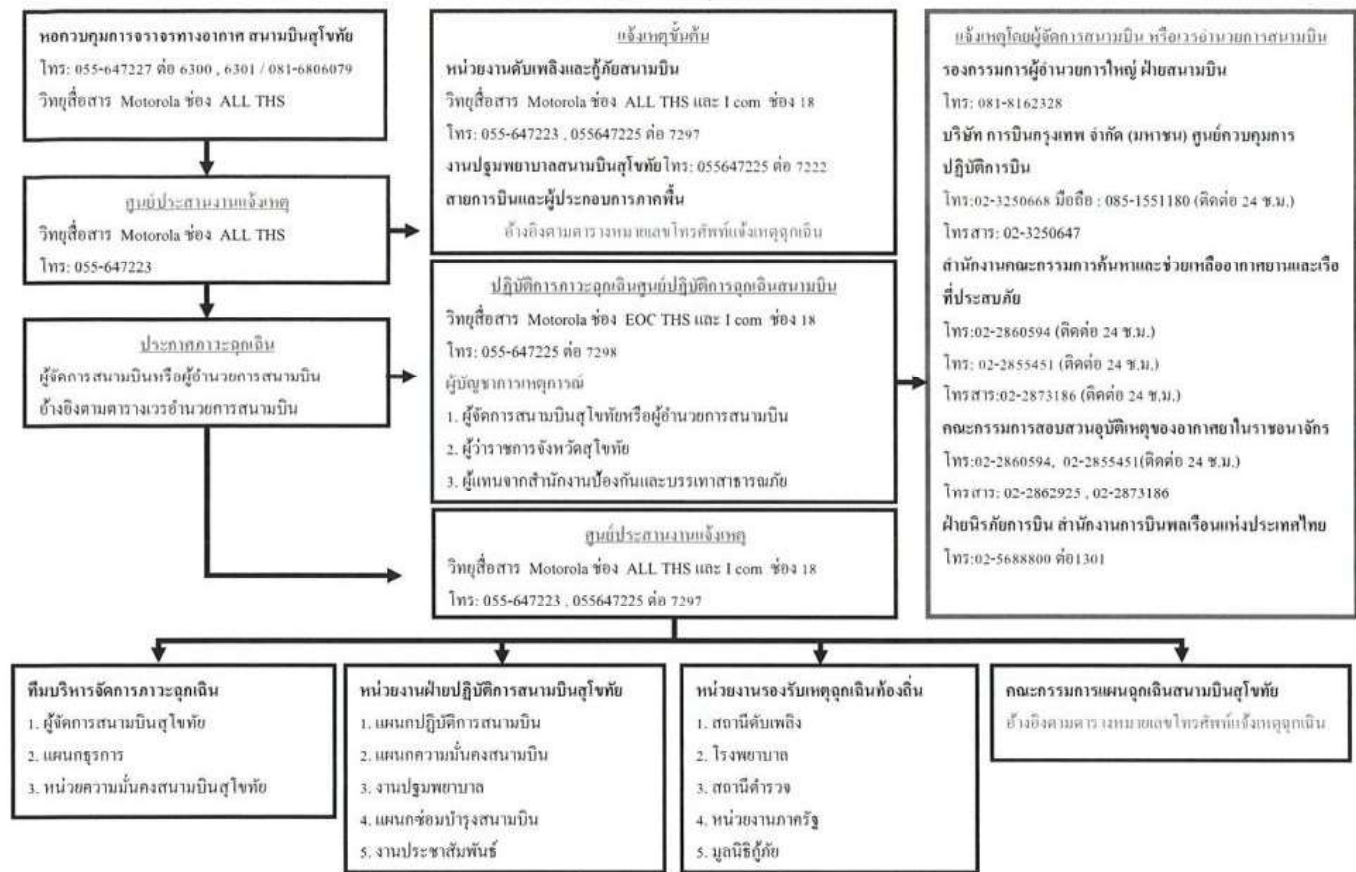 หอควบคุมการจราจรทางอากาศ สนามบินสุโขทัย
โทร: 055-647227 ต่อ 6300 , 6301 / 081-6806079
วิทยุสื่อสาร Motorola ช่อง ALL THS
ศูนย์ประสานงานแจ้งเหตุ
วิทยุสื่อสาร Motorola ช่อง ALL THS
โทร: 055-647223
ประกาศภาวะฉุกเฉิน
ผู้จัดการสนามบินหรือผู้อำนวยการสนามบิน
อ้างอิงตามตารางเวรอำนวยการสนามบิน
แจ้งเหตุขั้นต้น
หน่วยงานดับเพลิงและกู้ภัยสนามบิน
วิทยุสื่อสาร Motorola ช่อง ALL THS และ I com ช่อง 18
โทร: 055-647223 , 055647225 ต่อ 7297
งานปฐมพยาบาลสนามบินสุโขทัยโทร: 055647225 ต่อ 7222
สายการบินและผู้ประกอบการภาคพื้น
อ้างอิงตามตารางหมายเลขโทรศัพท์แจ้งเหตุฉุกเฉิน
ปฏิบัติการภาวะฉุกเฉินศูนย์ปฏิบัติการฉุกเฉินสนามบิน
วิทยุสื่อสาร Motorola ช่อง EOC THS และ I com ช่อง 18
โทร: 055-647225 ต่อ 7298
ผู้บัญชาการเหตุการณ์
1. ผู้จัดการสนามบินสุโขทัยหรือผู้อำนวยการสนามบิน
2. ผู้ว่าราชการจังหวัดสุโขทัย
3. ผู้แทนจากสำนักงานป้องกันและบรรเทาสาธารณภัย
ศูนย์ประสานงานแจ้งเหตุ
วิทยุสื่อสาร Motorola ช่อง ALL THS และ I com ช่อง 18
โทร: 055-647223 , 055647225 ต่อ 7297
แจ้งเหตุโดยผู้จัดการสนามบิน หรือเวรอำนวยการสนามบิน
รองกรรมการผู้อำนวยการใหญ่ ฝ่ายสนามบิน
โทร: 081-8162328
บริษัท การบินกรุงเทพ จำกัด (มหาชน) ศูนย์ควบคุมการ
ปฏิบัติการบิน
โทร:02-3250668 มือถือ : 085-1551180 (ติดต่อ 24 ช.ม.)
โทรสาร: 02-3250647
สำนักงานคณะกรรมการค้นหาและช่วยเหลืออากาศยานและเรือ
ที่ประสบภัย
โทร:02-2860594 (ติดต่อ 24 ช.ม.)
โทร: 02-2855451 (ติดต่อ 24 ช.ม.)
โทรสาร:02-2873186 (ติดต่อ 24 ช.ม.)
คณะกรรมการสอบสวนอุบัติเหตุของอากาศยาในราชอนาจักร
โทร:02-2860594, 02-2855451(ติดต่อ 24 ช.ม.)
โทรสาร: 02-2862925 , 02-2873186
ฝ่ายนิรภัยการบิน สำนักงานการบินพลเรือนแห่งประเทศไทย
โทร:02-5688800 ต่อ1301
ทีมบริหารจัดการภาวะฉุกเฉิน
1. ผู้จัดการสนามบินสุโขทัย
2. แผนกธุรการ
3. หน่วยความมั่นคงสนามบินสุโขทัย
หน่วยงานฝ่ายปฏิบัติการสนามบินสุโขทัย
1. แผนกปฏิบัติการสนามบิน
2. แผนกความมั่นคงสนามบิน
3. งานปฐมพยาบาล
4. แผนกซ่อมบำรุงสนามบิน
5. งานประชาสัมพันธ์
หน่วยงานรองรับเหตุฉุกเฉินท้องถิ่น
1. สถานีดับเพลิง
2. โรงพยาบาล
3. สถานีตำรวจ
4. หน่วยงานภาครัฐ
5. มูลนิธิกู้ภัย
คณะกรรมการแผนฉุกเฉินสนามบินสุโขทัย
อ้างอิงตามตารางหมายเลขโทรศัพท์แจ้งเหตุฉุกเฉิน